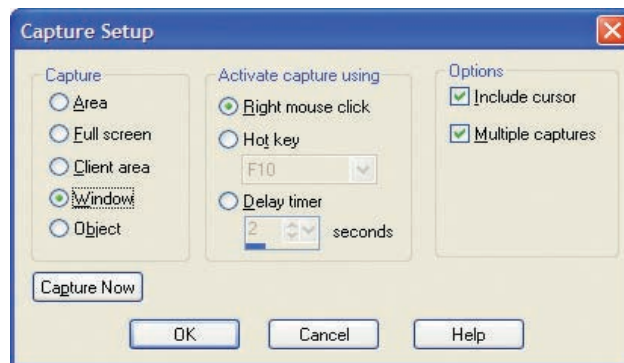 Capture Setup
Capture
Area
Full screen
Client area
Window
Object
Activate capture using
Right mouse click
Hot key
F10
Delay timer
2 seconds
Options
Include cursor
Multiple captures
Capture Now
OK Cancel Help